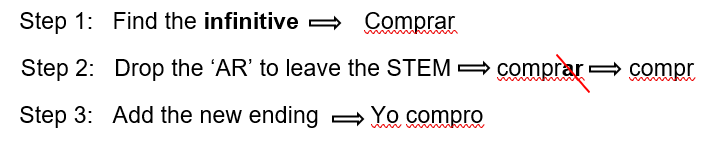 Step 1: Find the infinitive ⟹ Comprar
Step 2: Drop the ‘AR’ to leave the STEM ⟹ comprar ⟹ compr
Step 3: Add the new ending ⟹ Yo compro